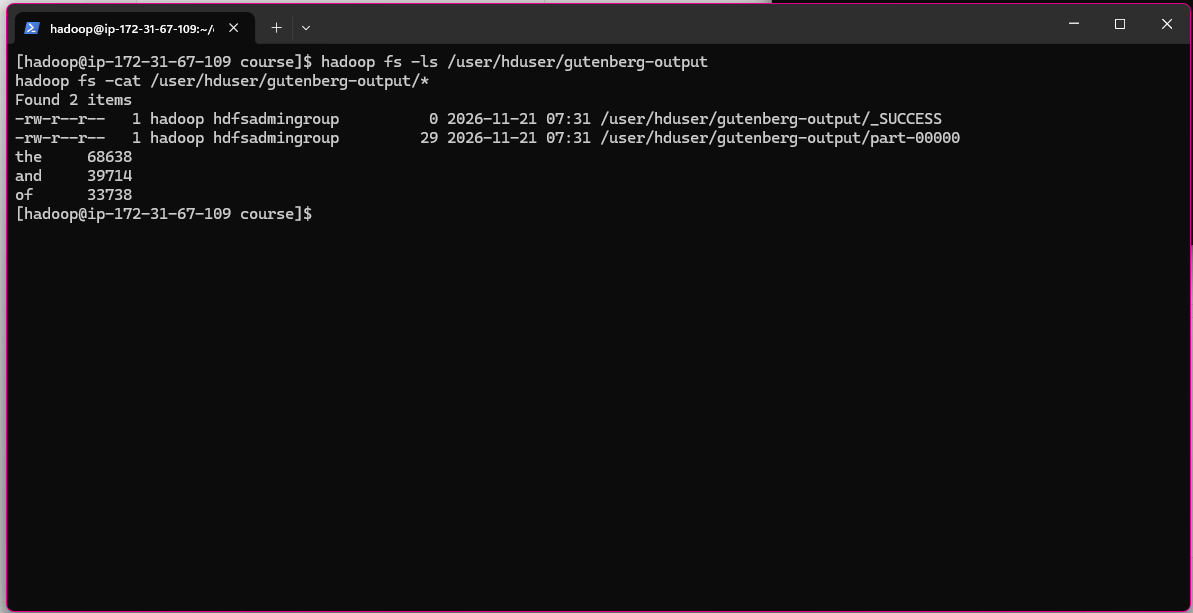 hadoop@ip-172-31-67-109:~/
[hadoop@ip-172-31-67-109 course]$ hadoop fs -ls /user/hduser/gutenberg-output
hadoop fs -cat /user/hduser/gutenberg-output/*
Found 2 items
-rw-r--r--   1 hadoop hdfsadmingroup          0 2026-11-21 07:31 /user/hduser/gutenberg-output/_SUCCESS
-rw-r--r--   1 hadoop hdfsadmingroup         29 2026-11-21 07:31 /user/hduser/gutenberg-output/part-00000
the     68638
and     39714
of      33738
[hadoop@ip-172-31-67-109 course]$